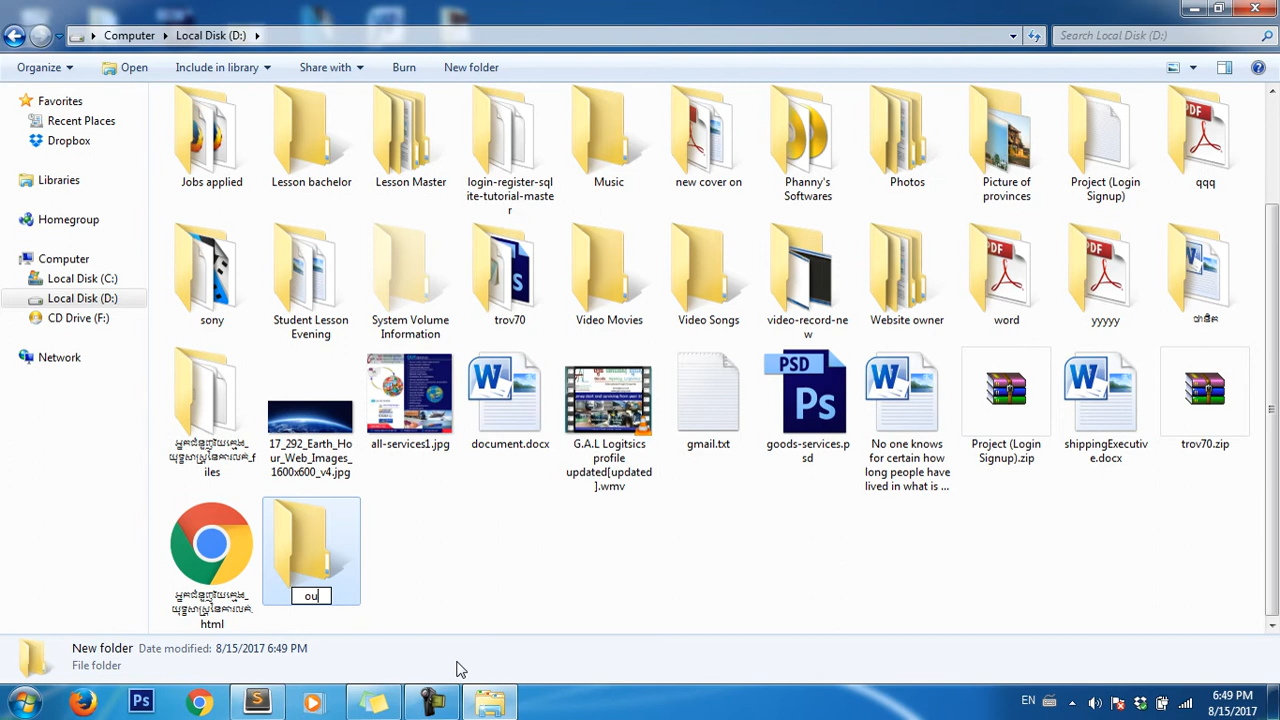 Computer
Local Disk (D:)
Search Local Disk (D:)
Organize
Open
Include in library
Share with
Burn
New folder
Favorites
Recent Places
Dropbox
Libraries
Homegroup
Computer
Local Disk (C:)
Local Disk (D:)
CD Drive (F:)
Network
Jobs applied
Lesson bachelor
Lesson Master
login-register-sql
ite-tutorial-maste
r
Music
new cover on
Phanny's
Softwares
Photos
Picture of
provinces
Project (Login
Signup)
qqq
sony
Student Lesson
Evening
System Volume
Information
trov70
Video Movies
Video Songs
video-record-ne
w
Website owner
word
yyyyy
iles
17_292_Earth_Ho
ur_Web_Images_
1600x600_v4.jpg
all-services1.jpg
document.docx
G.A.L Logitsics
profile
updated[updated
].wmv
gmail.txt
PSD
Ps
goods-services.p
sd
No one knows
for certain how
long people have
lived in what is ...
Project (Login
Signup).zip
shippingExecutiv
e.docx
trov70.zip
html
ou
New folder
Date modified: 8/15/2017 6:49 PM
File folder
Ps
EN
6:49 PM
8/15/2017